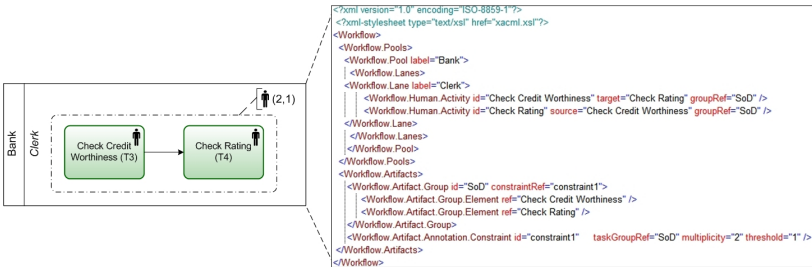 Bank
Clerk
Check Credit
Worthiness (T3)
Check Rating
(T4)
(2,1)
<?xml version="1.0" encoding="ISO-8859-1"?>
<?xml-stylesheet type="text/xsl" href="xacml.xsl"?>
<Workflow>
<Workflow.Pools>
<Workflow.Pool label="Bank">
<Workflow.Lanes>
<Workflow.Lane label="Clerk">
<Workflow.Human.Activity id="Check Credit Worthiness" target="Check Rating" groupRef="SoD" />
<Workflow.Human.Activity id="Check Rating" source="Check Credit Worthiness" groupRef="SoD" />
</Workflow.Lane>
</Workflow.Lanes>
</Workflow.Pool>
</Workflow.Pools>
<Workflow.Artifacts>
<Workflow.Artifact.Group id="SoD" constraintRef="constraint1">
<Workflow.Artifact.Group.Element ref="Check Credit Worthiness" />
<Workflow.Artifact.Group.Element ref="Check Rating" />
</Workflow.Artifact.Group>
<Workflow.Artifact.Annotation.Constraint id="constraint1" taskGroupRef="SoD" multiplicity="2" threshold="1" />
</Workflow.Artifacts>
</Workflow>